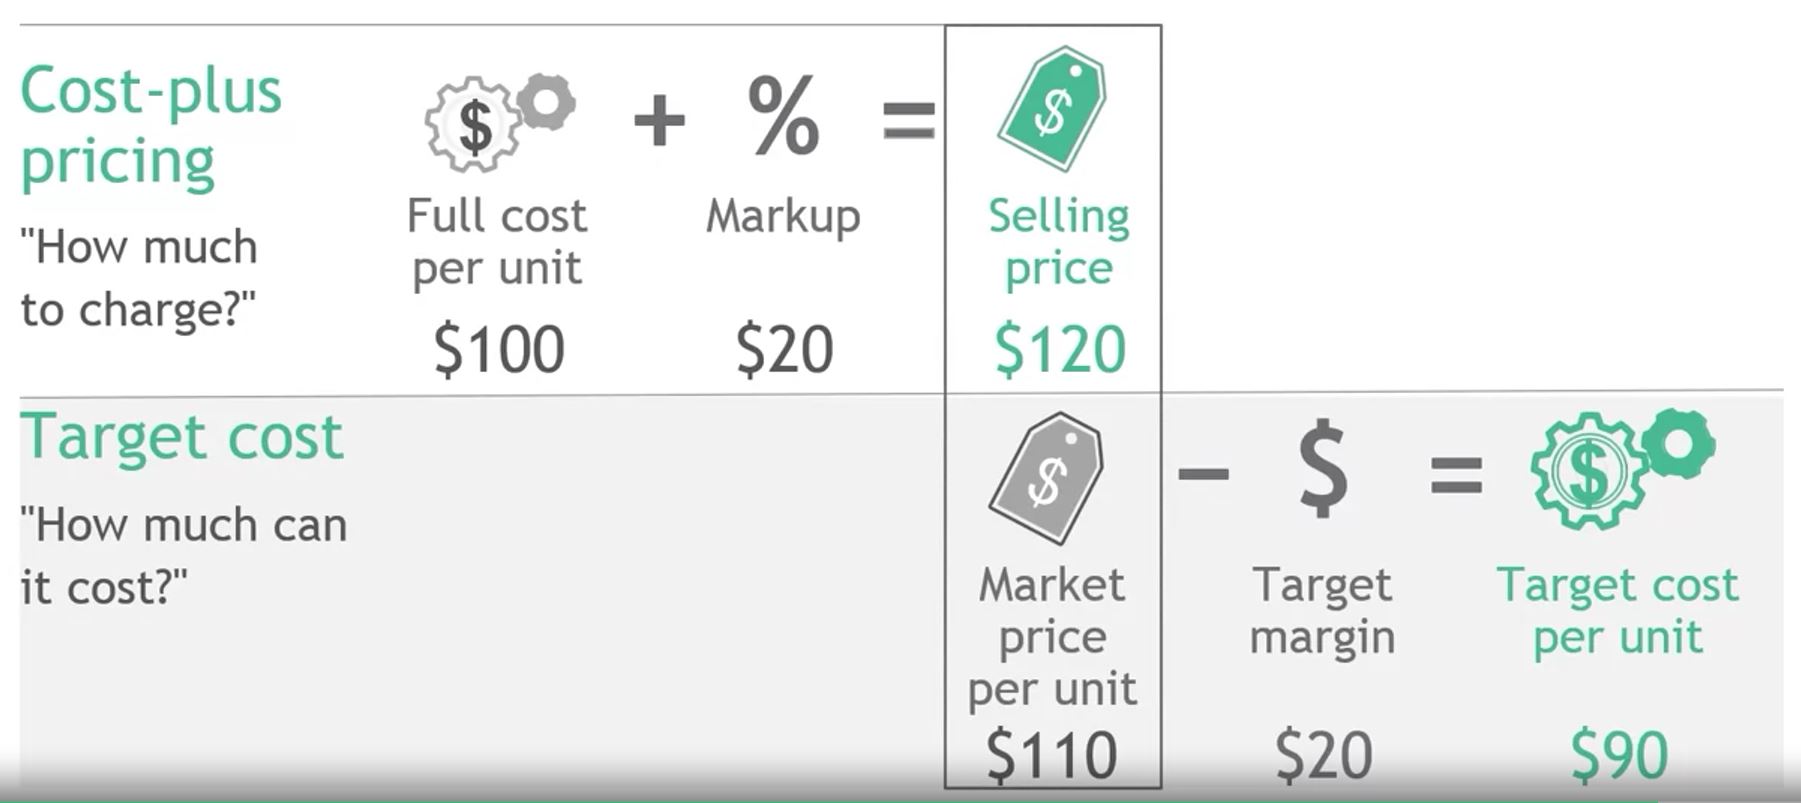 Cost-plus
pricing
"How much
to charge?"
$ + % = $
Full cost
per unit
Markup
Selling
price
$100
$20
$120
Target cost
"How much can
it cost?"
$ – $ = $
Market
price
per unit
Target
margin
Target cost
per unit
$110
$20
$90